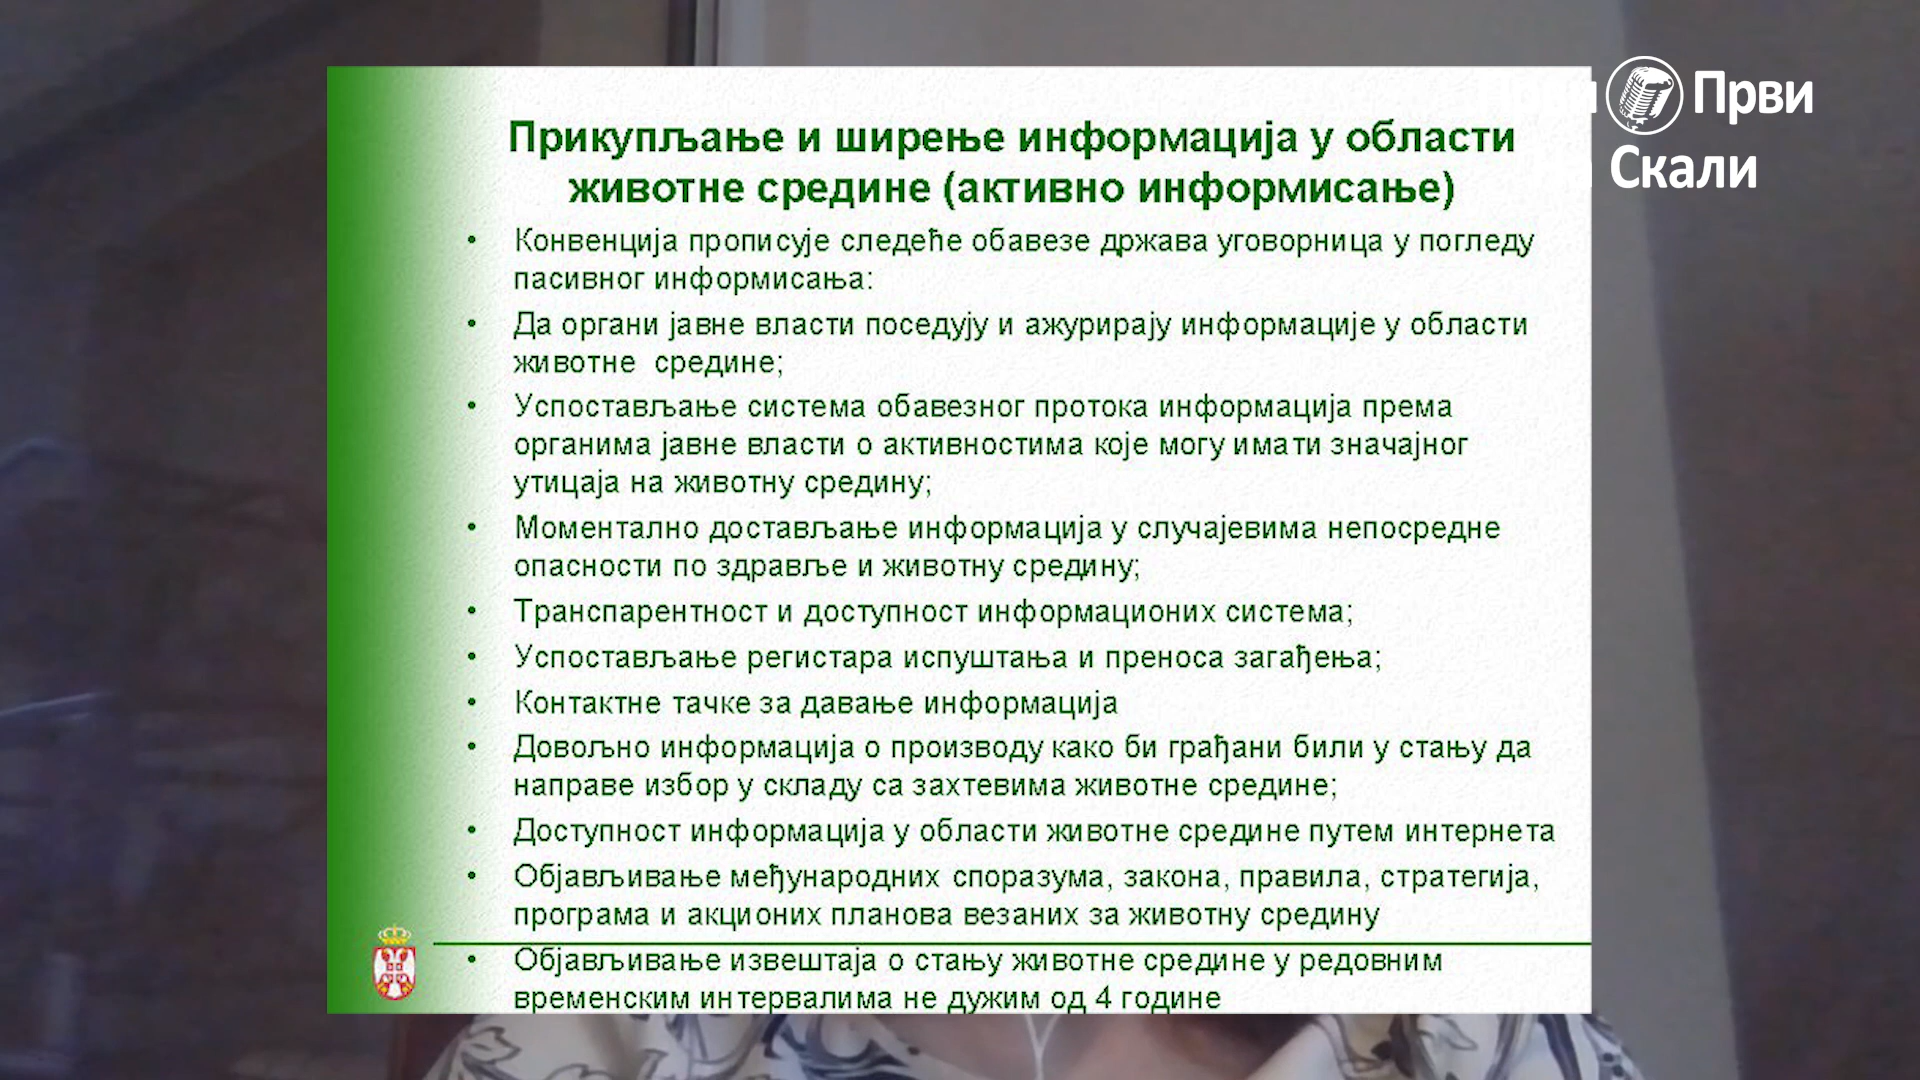 Први
Скали
Прикупљање и ширење информација у области
животне средине (активно информисање)
• Конвенција прописује следеће обавезе држава уговорница у погледу
пасивног информисања:
• Да органи јавне власти поседују и ажурирају информације у области
животне средине;
• Успостављање система обавезног протока информација према
органима јавне власти о активностима које могу имати значајног
утицаја на животну средину;
• Моментално достављање информација у случајевима непосредне
опасности по здравље и животну средину;
• Транспарентност и доступност информационих система;
• Успостављање регистара испуштања и преноса загађења;
• Контактне тачке за давање информација
• Довољно информација о производу како би грађани били у стању да
направе избор у складу са захтевима животне средине;
• Доступност информација у области животне средине путем интернета
• Објављивање међународних споразума, закона, правила, стратегија,
програма и акционих планова везаних за животну средину
• Објављивање извештаја о стању животне средине у редовним
временским интервалима не дужим од 4 године